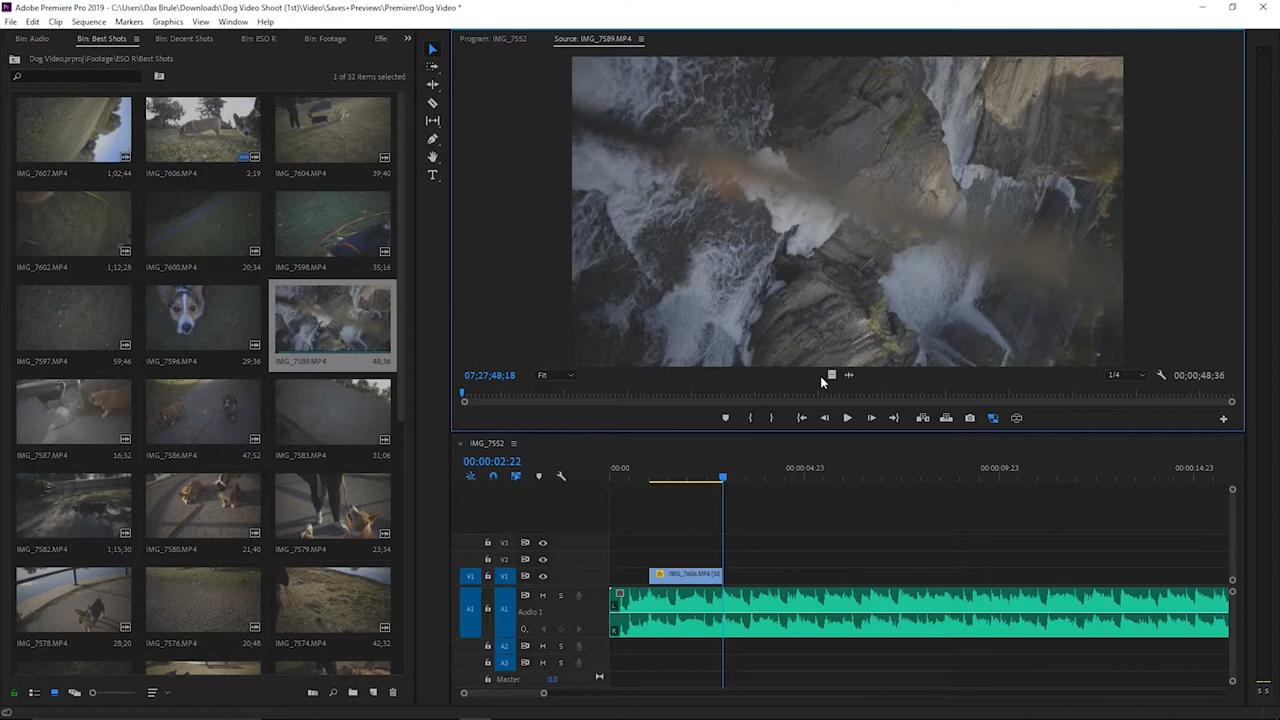 Adobe Premiere Pro 2019 - C:\Users\Dax Brule\Downloads\Dog Video Shoot (1st)\Video\Saves+Previews\Premiere\Dog Video *
File Edit Clip Sequence Markers Graphics View Window Help
Bin: Audio Bin: Best Shots Bin: Decent Shots Bin: ESO R Bin: Footage Effe
Program: IMG_7552 Source: IMG_7589.MP4
Dog Video.prproj\Footage\ESO R\Best Shots
1 of 32 items selected
IMG_7607.MP4 1;02;44 IMG_7606.MP4 2;19 IMG_7604.MP4 39;40
IMG_7602.MP4 1;12;28 IMG_7600.MP4 20;34 IMG_7598.MP4 35;16
IMG_7597.MP4 59;46 IMG_7596.MP4 29;36 IMG_7589.MP4 48;36
IMG_7587.MP4 16;32 IMG_7586.MP4 47;52 IMG_7583.MP4 31;06
IMG_7582.MP4 1;15;30 IMG_7580.MP4 21;40 IMG_7579.MP4 23;34
IMG_7578.MP4 28;20 IMG_7576.MP4 20;48 IMG_7574.MP4 42;32
07;27;48;18 Fit 1/4 00;00;48;36
IMG_7552
00:00:02:22
:00:00 00:00:04:23 00:00:09:23 00:00:14:23
V3
V2
V1 V1 IMG_7606.MP4 [50
A1 A1 M S
Audio 1
L
R
A2 M S
A3 M S
Master 0.0
S S
T